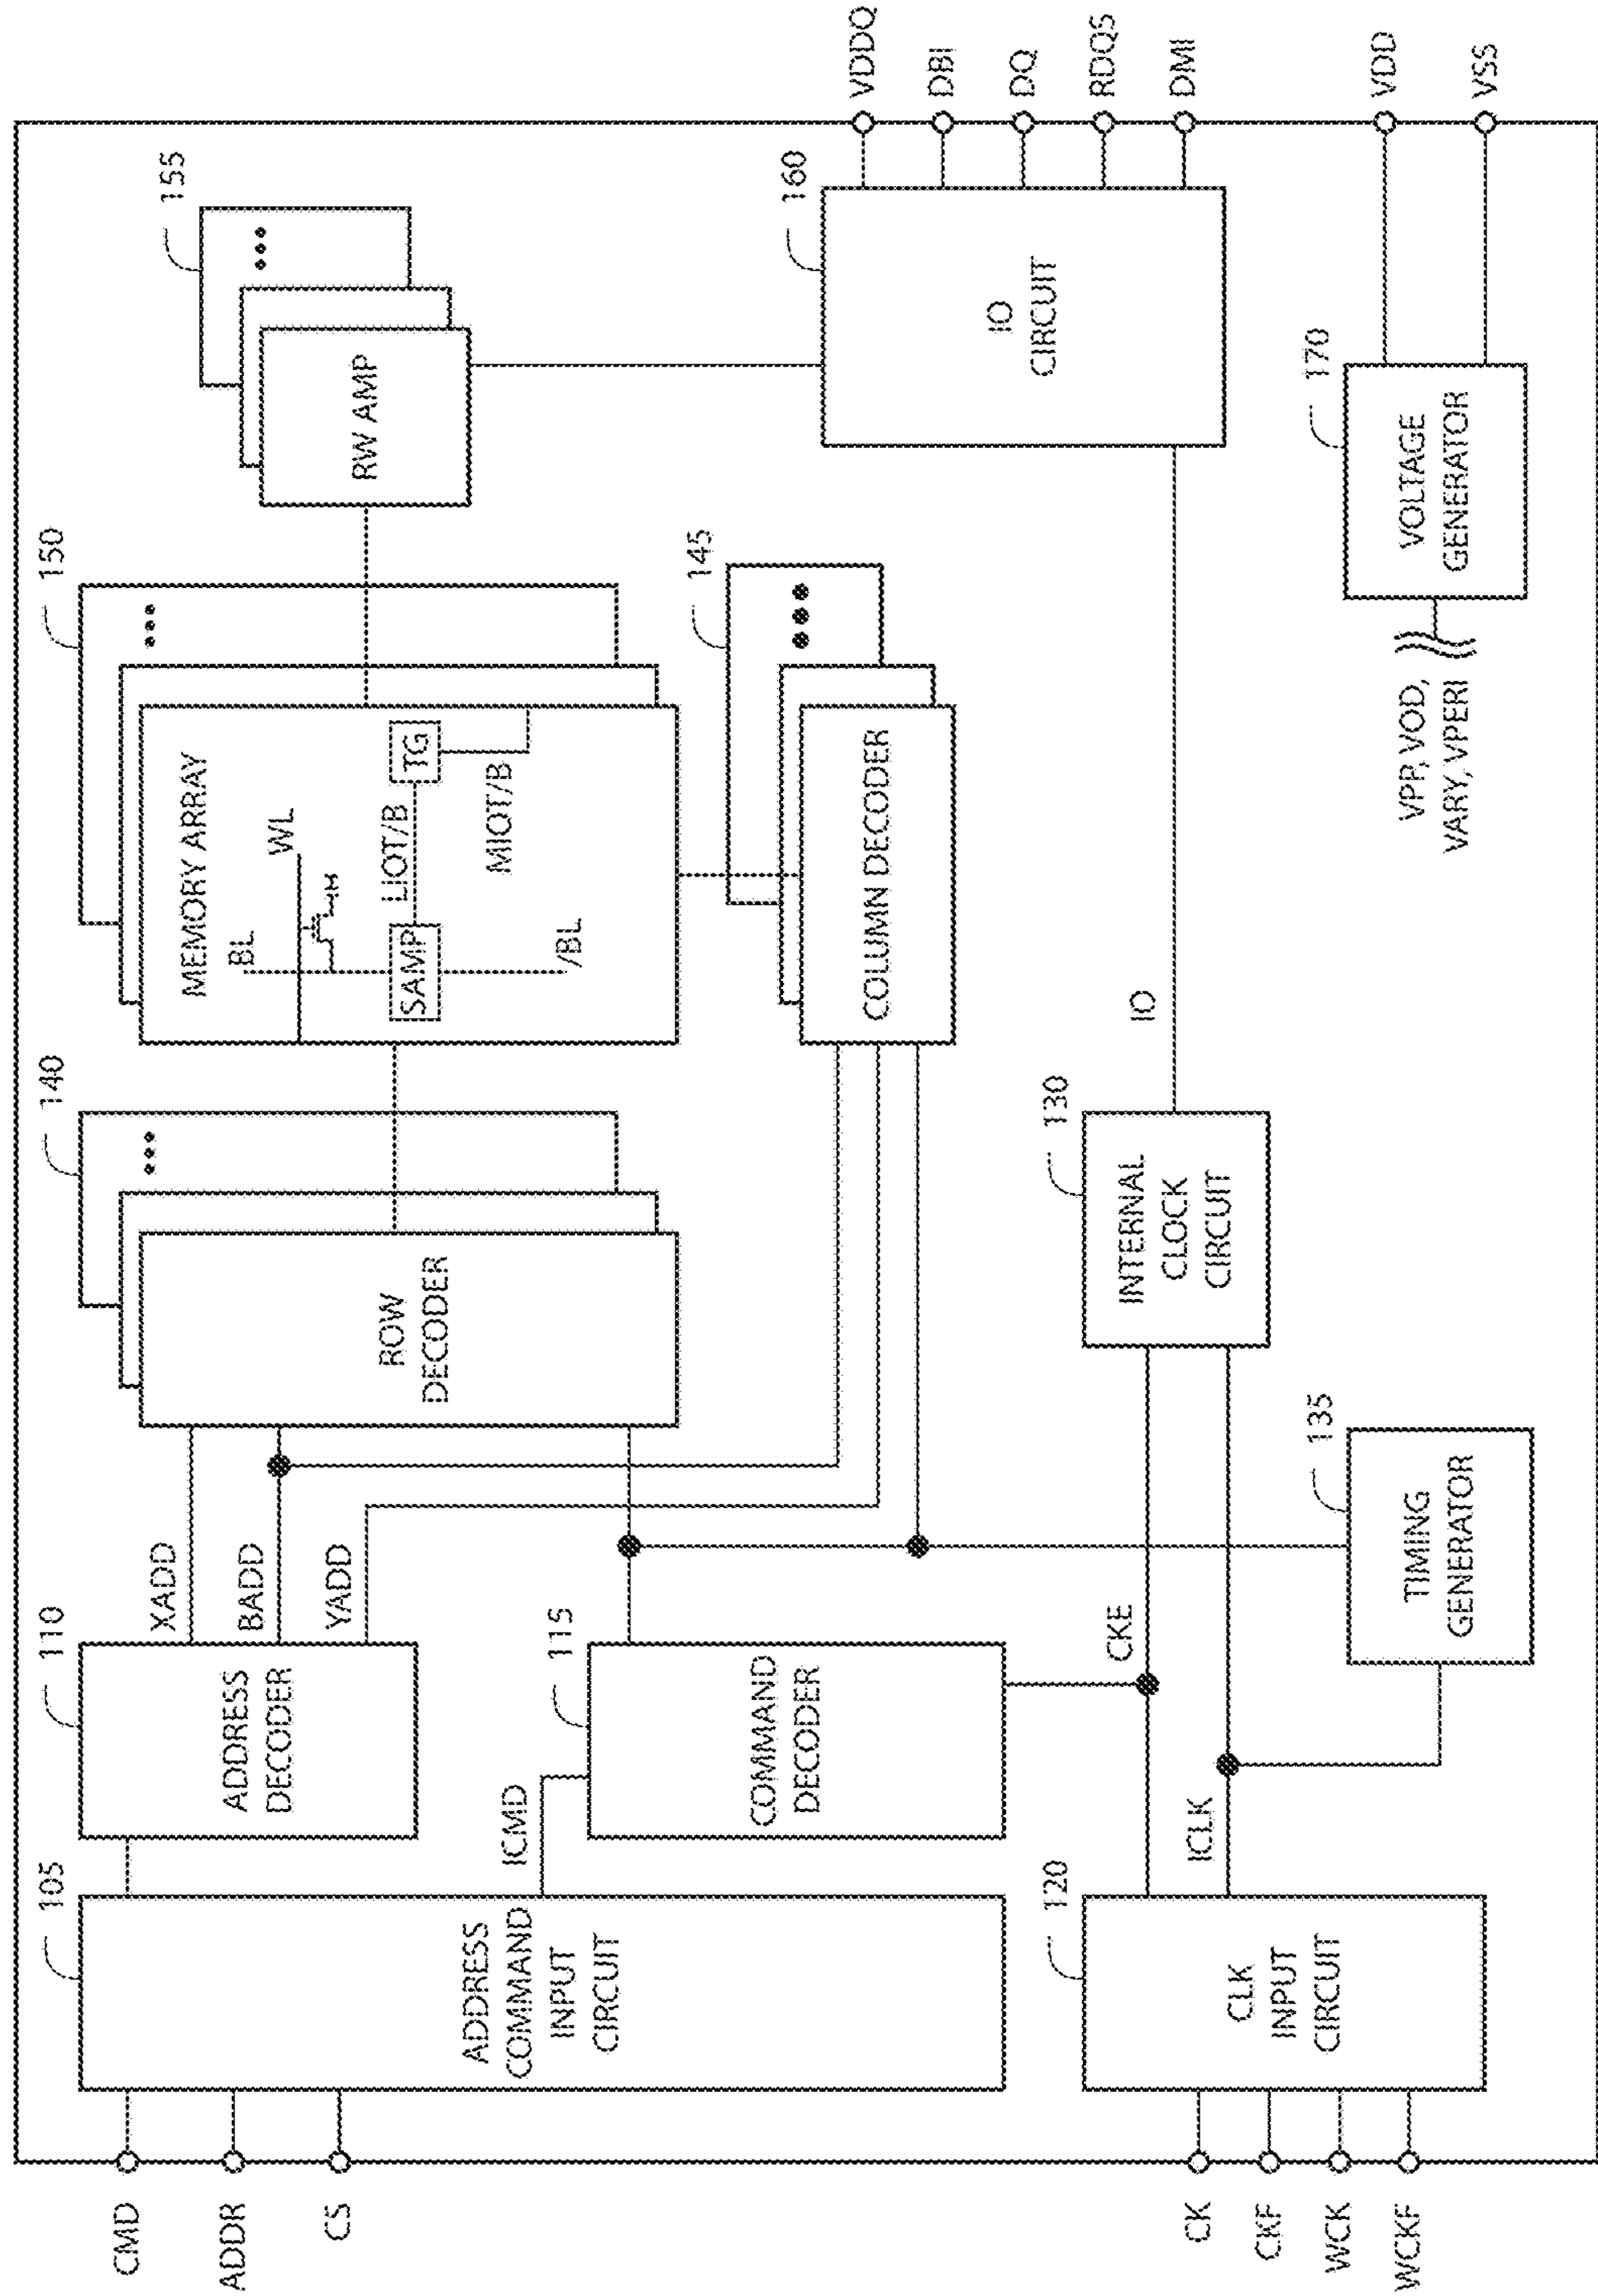 CMD
ADDR
CS
CK
CKF
WCK
WCKF
105
ADDRESS
COMMAND
INPUT
CIRCUIT
110
ADDRESS
DECODER
XADD
BADD
YADD
ICMD
115
COMMAND
DECODER
120
CLK
INPUT
CIRCUIT
ICLK
CKE
135
TIMING
GENERATOR
130
INTERNAL
CLOCK
CIRCUIT
IO
140
•••
ROW
DECODER
150
•••
MEMORY ARRAY
BL
WL
SAMP
LIOT/B
TG
MIOT/B
/BL
145
•••
COLUMN DECODER
155
•••
RW AMP
160
IO
CIRCUIT
170
VOLTAGE
GENERATOR
VPP, VOD,
VARY, VPERI
VDDQ
DBI
DQ
RDQS
DMI
VDD
VSS